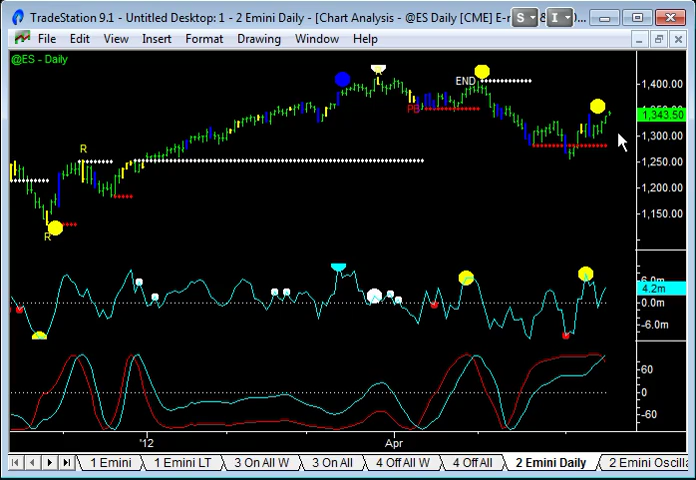 TradeStation 9.1 - Untitled Desktop: 1 - 2 Emini Daily - [Chart Analysis - @ES Daily [CME] E-
S
I
File Edit View Insert Format Drawing Window Help
@ES - Daily
END
1,400.00
PB
1,343.50
1,300.00
R
1,250.00
1,200.00
1,150.00
R
4.2m
0.0m
-6.0m
60
0
-60
'12
Apr
1 Emini
1 Emini LT
3 On All W
3 On All
4 Off All W
4 Off All
2 Emini Daily
2 Emini Oscilla